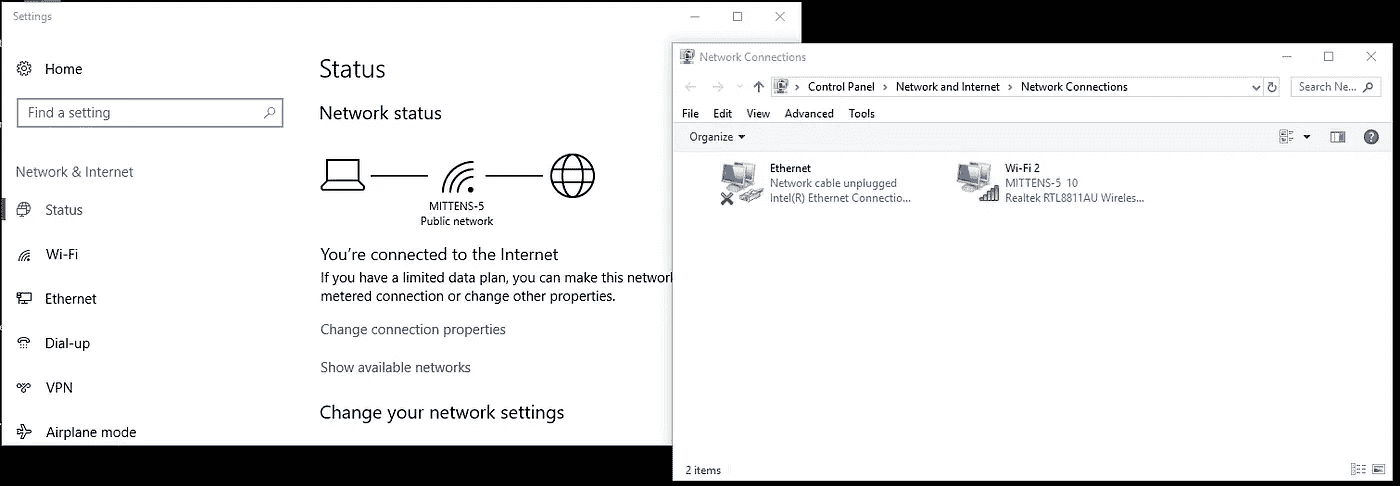 Settings
Home
Find a setting
Network & Internet
Status
Wi-Fi
Ethernet
Dial-up
VPN
Airplane mode
Status
Network status
MITTENS-5
Public network
You're connected to the Internet
If you have a limited data plan, you can make this network
metered connection or change other properties.
Change connection properties
Show available networks
Change your network settings
Network Connections
Control Panel > Network and Internet > Network Connections
Search Ne...
File Edit View Advanced Tools
Organize
Ethernet
Network cable unplugged
Intel(R) Ethernet Connectio...
Wi-Fi 2
MITTENS-5 10
Realtek RTL8811AU Wireles...
2 items